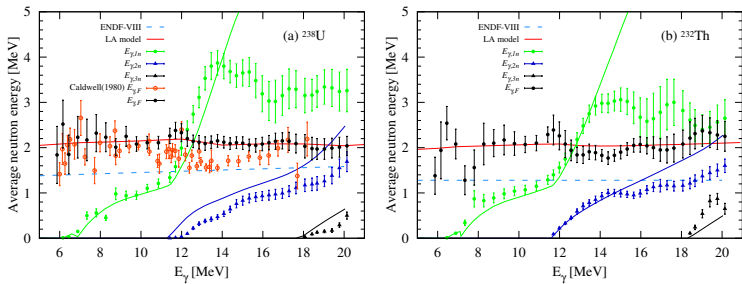 Average neutron energy [MeV]
5
4
3
2
1
0
ENDF-VIII
LA model
E_γ,1n
E_γ,2n
E_γ,3n
Caldwell(1980) E_γ,F
E_γ,F
(a) ²³⁸U
6 8 10 12 14 16 18 20
E_γ [MeV]
Average neutron energy [MeV]
5
4
3
2
1
0
ENDF-VIII
LA model
E_γ,1n
E_γ,2n
E_γ,3n
E_γ,F
(b) ²³²Th
6 8 10 12 14 16 18 20
E_γ [MeV]